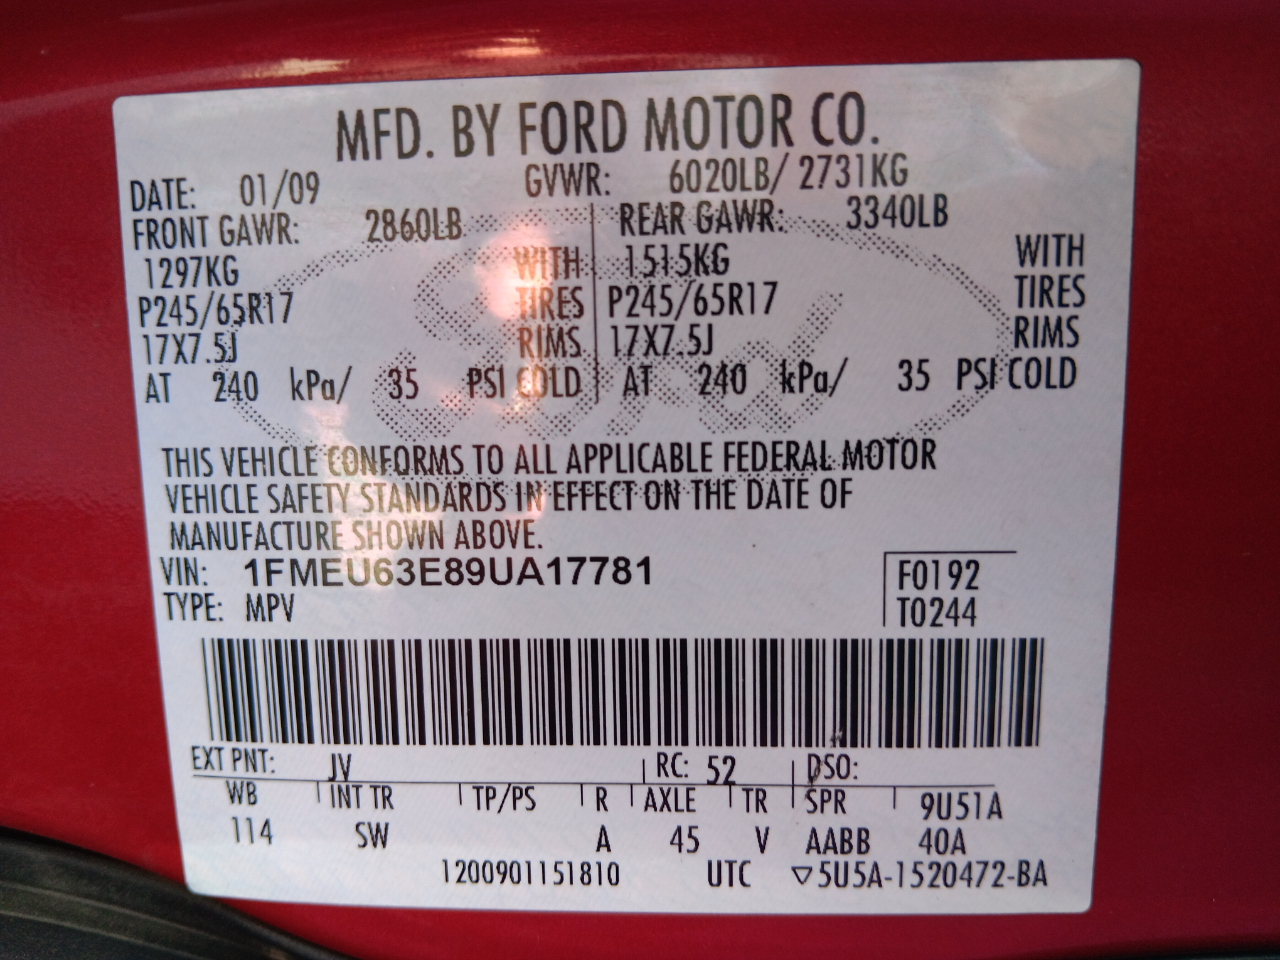 MFD. BY FORD MOTOR CO.
DATE: 01/09 GVWR: 6020LB/ 2731KG
FRONT GAWR: 2860LB REAR GAWR: 3340LB
1297KG WITH 1515KG WITH
P245/65R17 TIRES P245/65R17 TIRES
17X7.5J RIMS 17X7.5J RIMS
AT 240 kPa/ 35 PSI COLD AT 240 kPa/ 35 PSI COLD
THIS VEHICLE CONFORMS TO ALL APPLICABLE FEDERAL MOTOR
VEHICLE SAFETY STANDARDS IN EFFECT ON THE DATE OF
MANUFACTURE SHOWN ABOVE.
VIN: 1FMEU63E89UA17781 F0192
TYPE: MPV T0244
EXT PNT: JV RC: 52 DSO:
WB INT TR TP/PS R AXLE TR SPR 9U51A
114 SW A 45 V AABB 40A
1200901151810 UTC ▽5U5A-1520472-BA